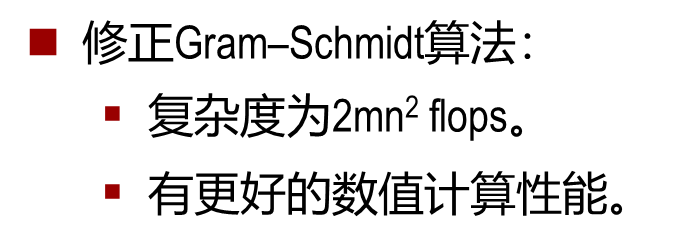 修正Gram–Schmidt算法：
复杂度为2mn² flops。
有更好的数值计算性能。